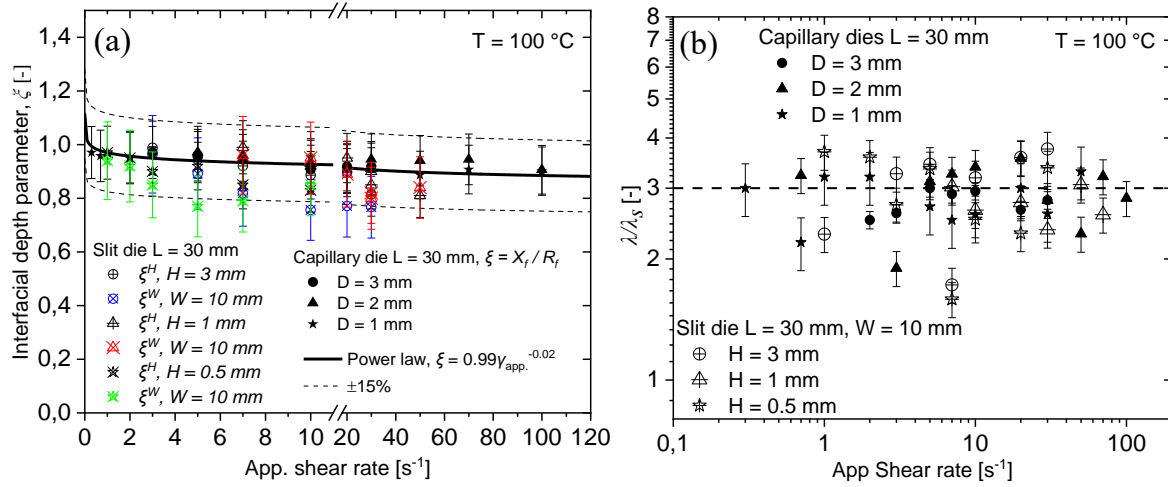 (a)
T = 100 °C
Interfacial depth parameter, ξ [-]
1,4
1,2
1,0
0,8
0,6
0,4
0,2
0,0
Slit die L = 30 mm
ξ^H, H = 3 mm
ξ^W, W = 10 mm
ξ^H, H = 1 mm
ξ^W, W = 10 mm
ξ^H, H = 0.5 mm
ξ^W, W = 10 mm
Capillary die L = 30 mm, ξ = X_f / R_f
D = 3 mm
D = 2 mm
D = 1 mm
Power law, ξ = 0.99γ_app.^-0.02
±15%
0 2 4 6 8 10 20 40 60 80 100 120
App. shear rate [s^-1]
(b)
Capillary dies L = 30 mm
T = 100 °C
D = 3 mm
D = 2 mm
D = 1 mm
λ/λ_s [-]
8
7
6
5
4
3
2
1
Slit die L = 30 mm, W = 10 mm
H = 3 mm
H = 1 mm
H = 0.5 mm
0,1 1 10 100
App Shear rate [s^-1]